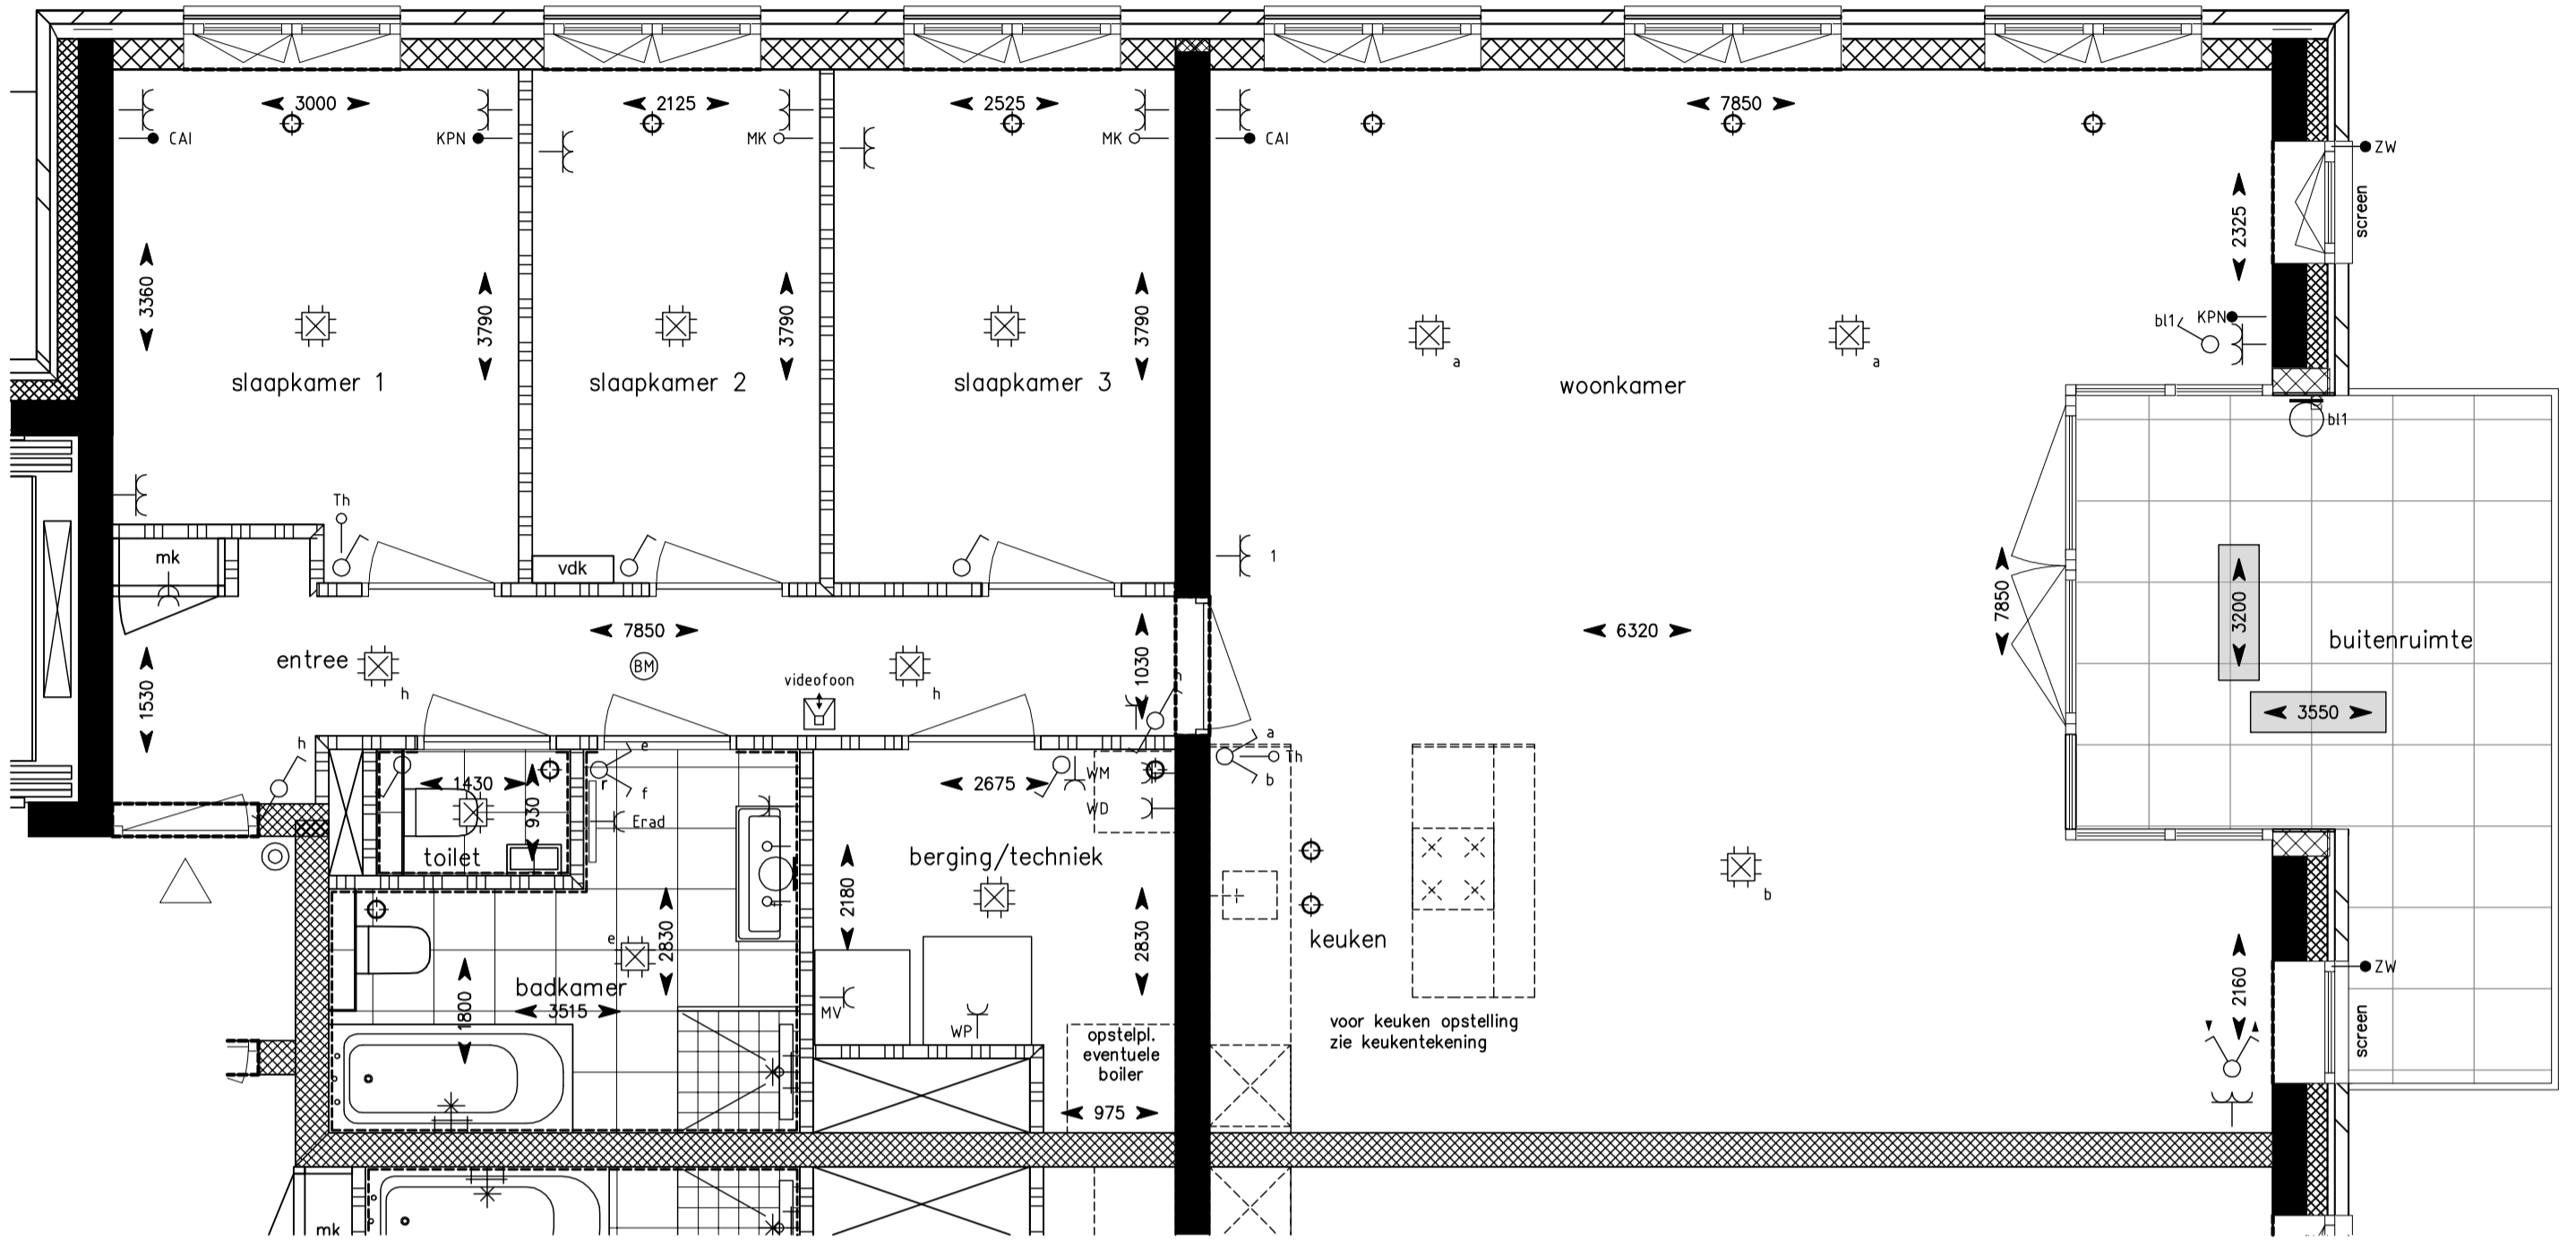 3000
2125
2525
7850
CAI
KPN
MK
MK
CAI
ZW
screen
2325
3360
3790
3790
3790
bl1
KPN
a
a
slaapkamer 1
slaapkamer 2
slaapkamer 3
woonkamer
bl1
Th
mk
vdk
1
7850
3200
7850
6320
buitenruimte
entree
BM
h
videofoon
h
1030
1530
3550
h
e
a
Th
b
1430
r
f
2675
WM
WD
930
Erad
toilet
berging/techniek
2180
b
2830
2830
keuken
e
badkamer
3515
1800
MV
WP
2160
ZW
screen
voor keuken opstelling
zie keukentekening
opstelpl.
eventuele
boiler
975
mk